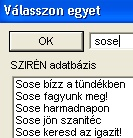 Válasszon egyet
OK sose
SZIRÉN adatbázis
Sose bízz a tündékben
Sose fagyunk meg!
Sose harmadnapon
Sose jön szanitéc
Sose keresd az igazit!